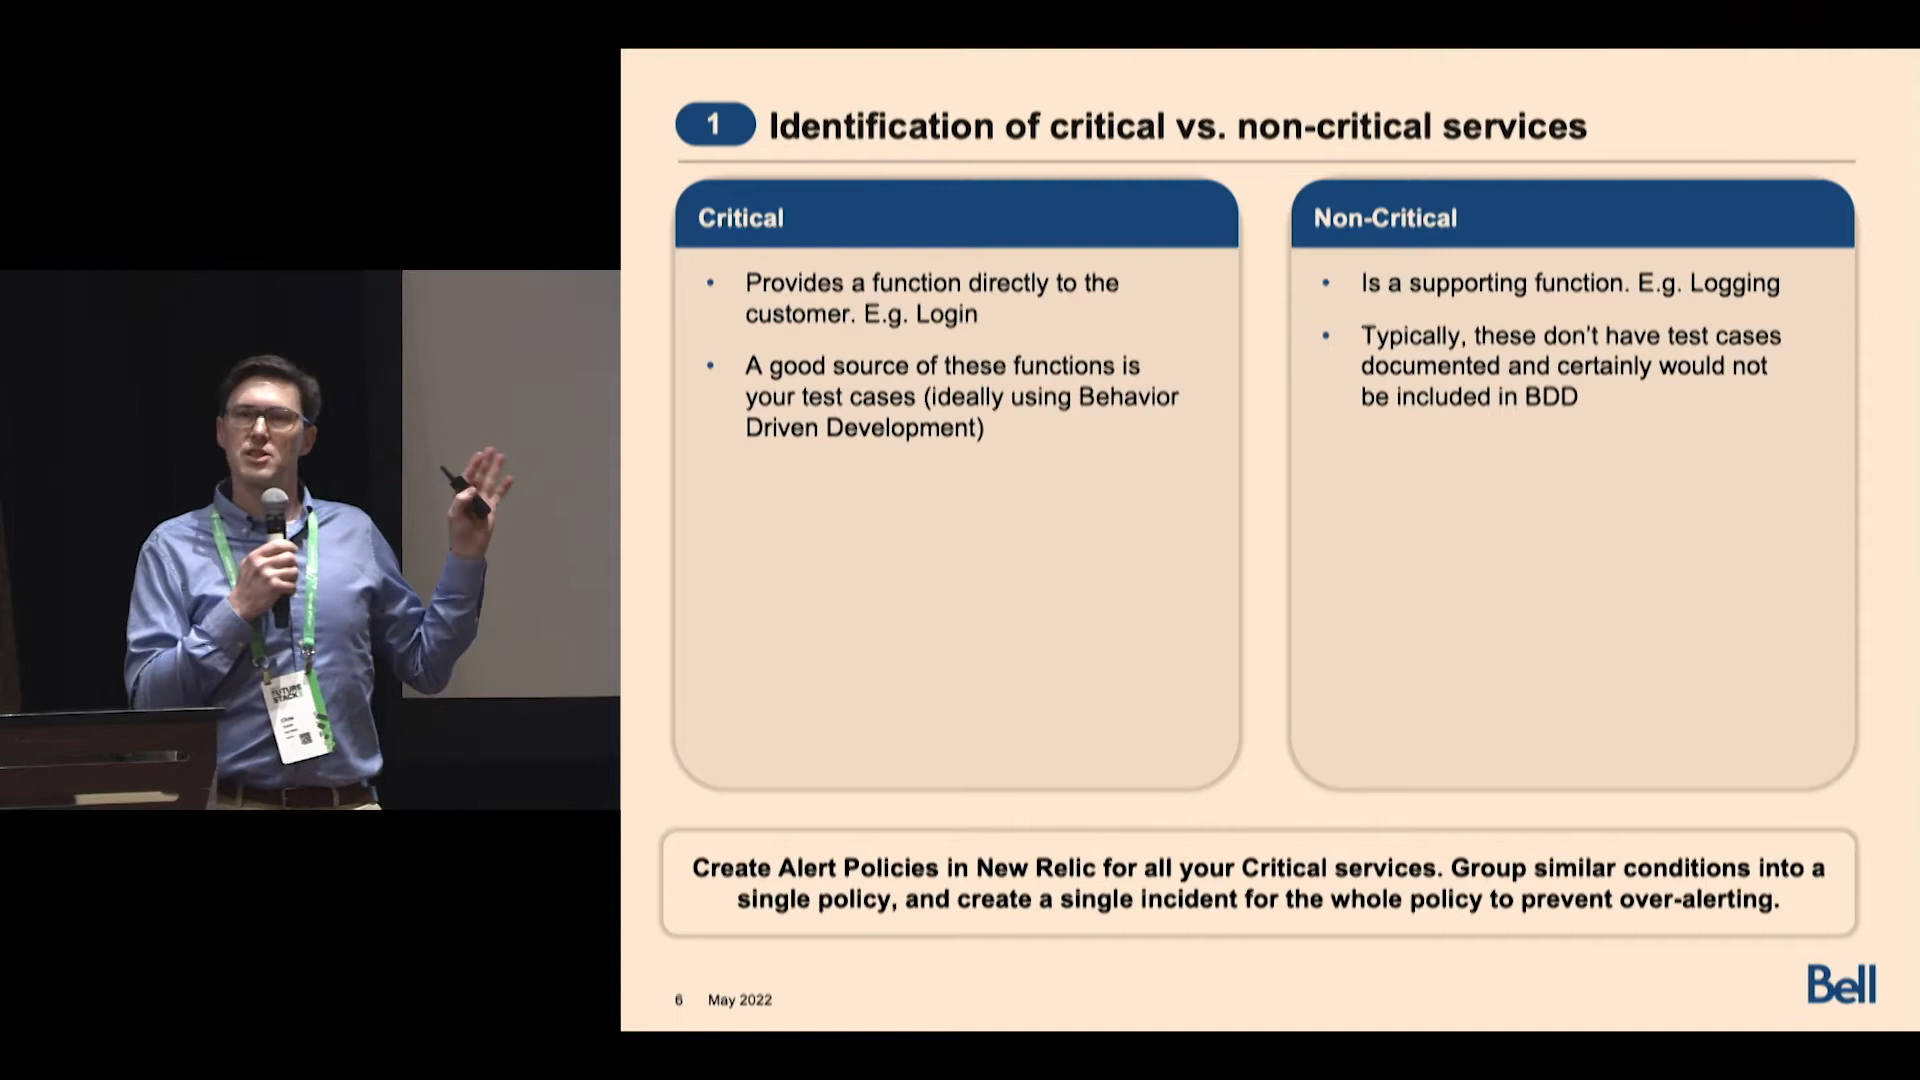 1 Identification of critical vs. non-critical services
Critical
• Provides a function directly to the
customer. E.g. Login
• A good source of these functions is
your test cases (ideally using Behavior
Driven Development)
Non-Critical
• Is a supporting function. E.g. Logging
• Typically, these don't have test cases
documented and certainly would not
be included in BDD
Create Alert Policies in New Relic for all your Critical services. Group similar conditions into a
single policy, and create a single incident for the whole policy to prevent over-alerting.
6 May 2022
Bell
FUTURE
STACK